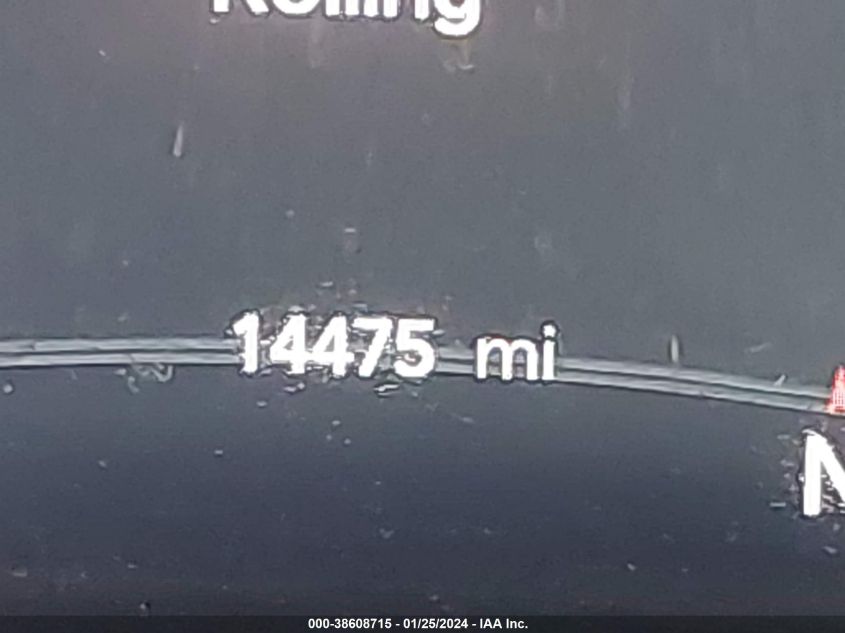 Rolling
14475 mi
N
000-38608715 - 01/25/2024 - IAA Inc.